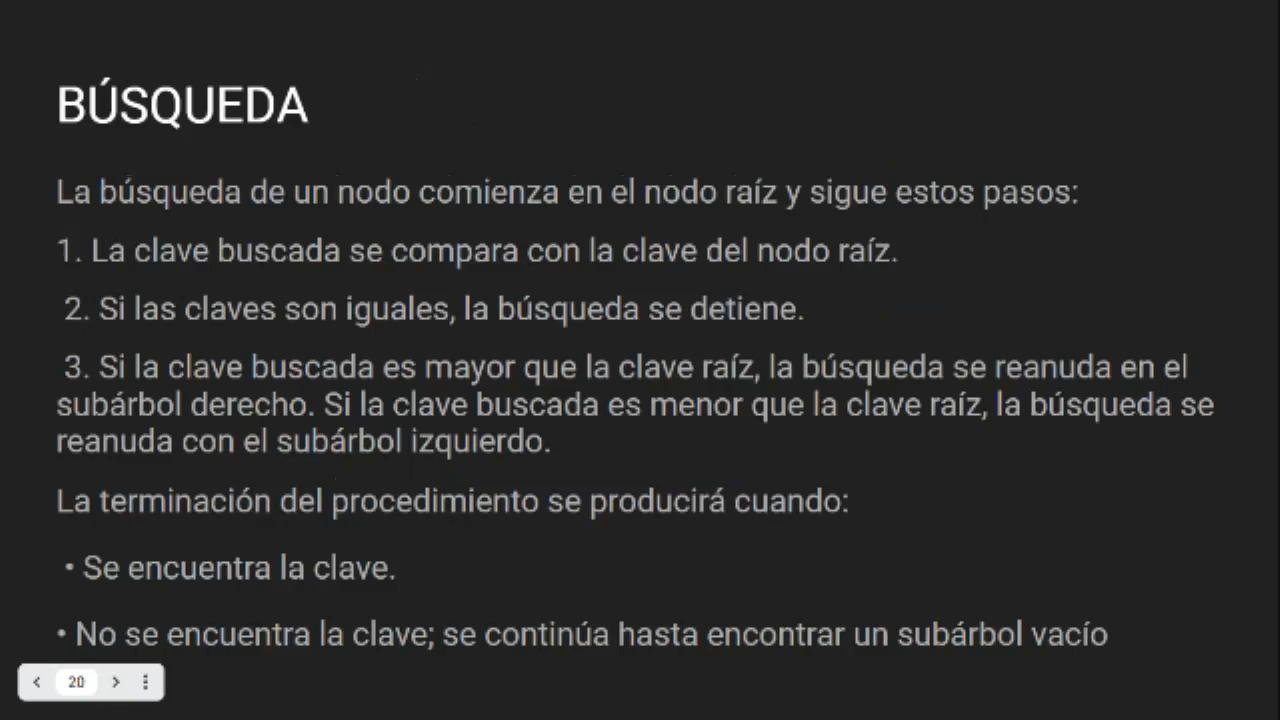 BÚSQUEDA
La búsqueda de un nodo comienza en el nodo raíz y sigue estos pasos:
1. La clave buscada se compara con la clave del nodo raíz.
2. Si las claves son iguales, la búsqueda se detiene.
3. Si la clave buscada es mayor que la clave raíz, la búsqueda se reanuda en el
subárbol derecho. Si la clave buscada es menor que la clave raíz, la búsqueda se
reanuda con el subárbol izquierdo.
La terminación del procedimiento se producirá cuando:
• Se encuentra la clave.
• No se encuentra la clave; se continúa hasta encontrar un subárbol vacío
20